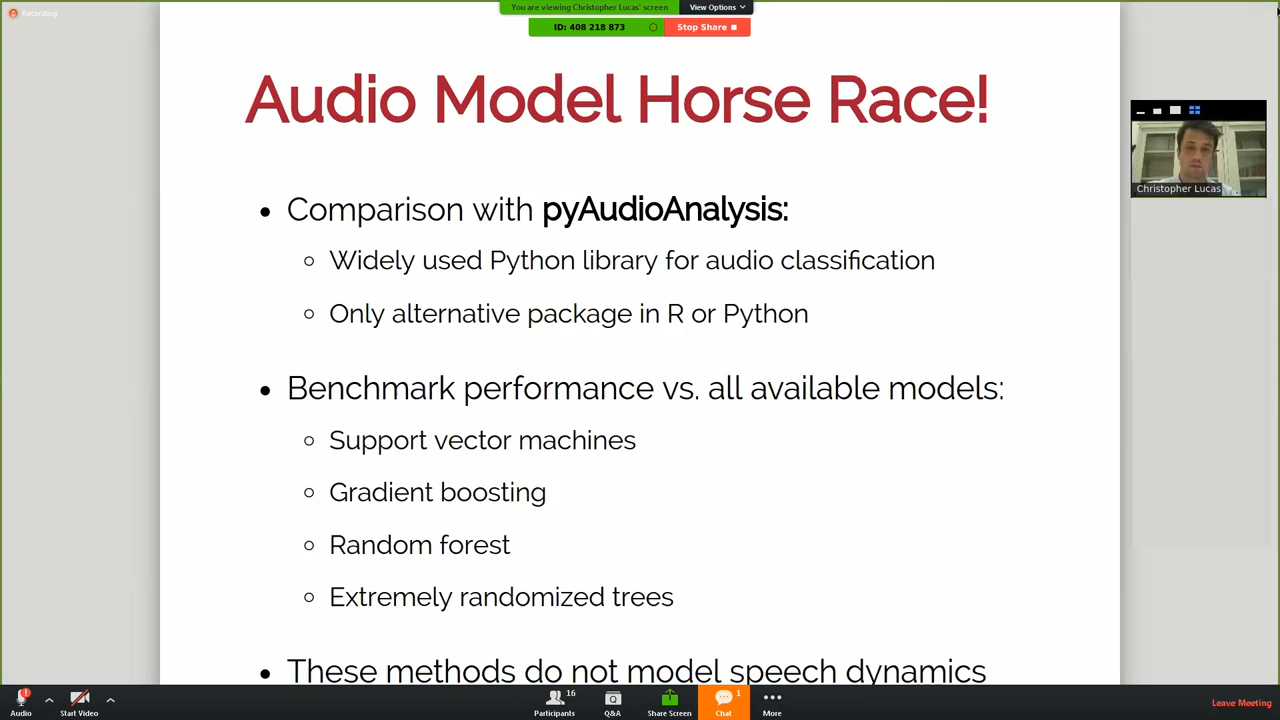 Recording
You are viewing Christopher Lucas' screen
View Options
ID: 408 218 873
Stop Share
Audio Model Horse Race!
Comparison with pyAudioAnalysis:
Widely used Python library for audio classification
Only alternative package in R or Python
Benchmark performance vs. all available models:
Support vector machines
Gradient boosting
Random forest
Extremely randomized trees
These methods do not model speech dynamics
Christopher Lucas
Audio
Start Video
Participants
16
Q&A
Share Screen
Chat
1
More
Leave Meeting